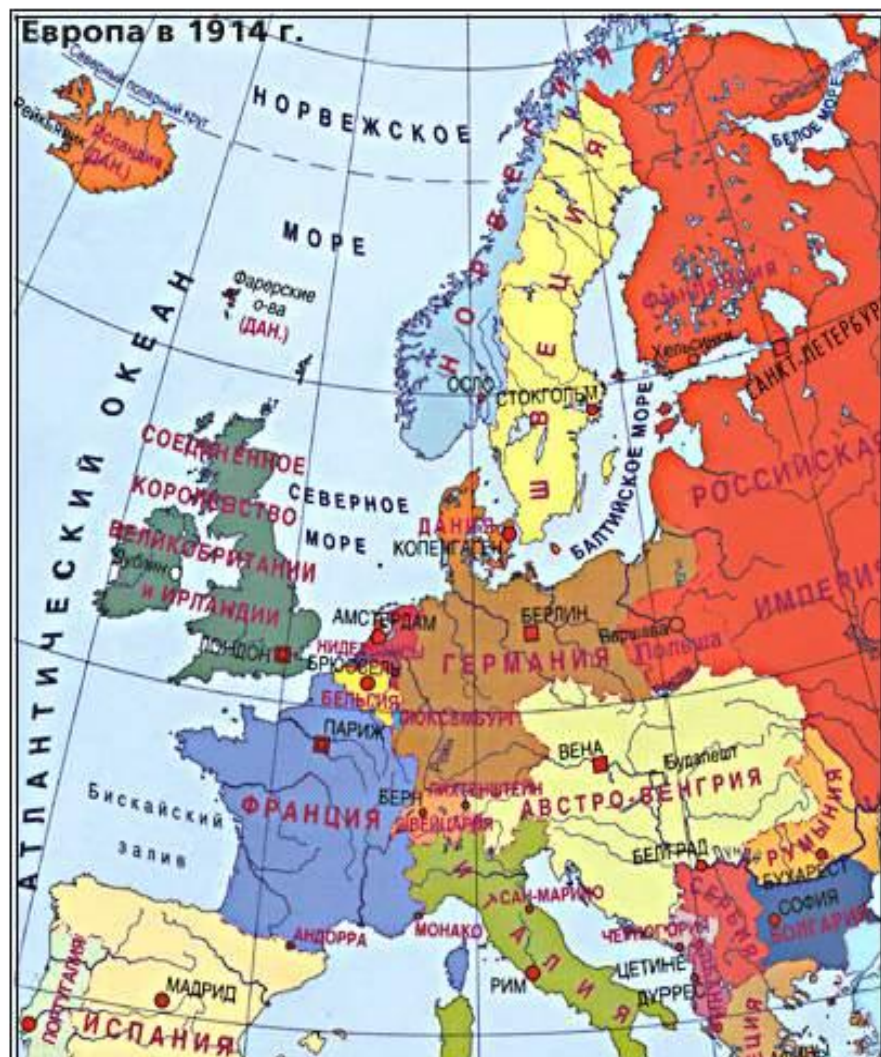 Европа в 1914 г.
Северный полярный круг
НОРВЕЖСКОЕ
МОРЕ
Рейкьявик
Исландия
(ДАН.)
БЕЛОЕ МОРЕ
НОРВЕГИЯ
ШВЕЦИЯ
Фарерские
о-ва
(ДАН.)
АТЛАНТИЧЕСКИЙ ОКЕАН
Финляндия
Хельсинки
САНКТ-ПЕТЕРБУРГ
ОСЛО
СТОКГОЛЬМ
БАЛТИЙСКОЕ МОРЕ
СОЕДИНЕННОЕ
КОРОЛЕВСТВО
ВЕЛИКОБРИТАНИИ
и ИРЛАНДИИ
Дублин
ЛОНДОН
СЕВЕРНОЕ
МОРЕ
РОССИЙСКАЯ
ИМПЕРИЯ
ДАНИЯ
КОПЕНГАГЕН
АМСТЕРДАМ
НИДЕРЛАНДЫ
БРЮССЕЛЬ
БЕЛЬГИЯ
ЛЮКСЕМБУРГ
БЕРЛИН
ГЕРМАНИЯ
Варшава
Польша
ПАРИЖ
ФРАНЦИЯ
ВЕНА
Будапешт
АВСТРО-ВЕНГРИЯ
БЕРН
ЛИХТЕНШТЕЙН
ШВЕЙЦАРИЯ
Бискайский
залив
ИТАЛИЯ
САН-МАРИНО
МОНАКО
АНДОРРА
РИМ
БЕЛГРАД
РУМЫНИЯ
БУХАРЕСТ
СЕРБИЯ
СОФИЯ
БОЛГАРИЯ
ЧЕРНОГОРИЯ
ЦЕТИНЕ
ДУРРЕС
АЛБАНИЯ
ПОРТУГАЛИЯ
МАДРИД
ИСПАНИЯ